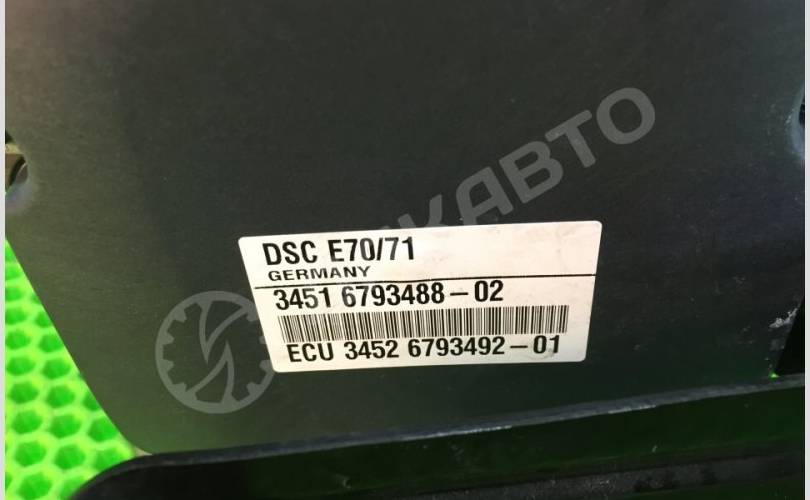 DSC E70/71
GERMANY
3451 6793488-02
ECU 3452 6793492-01